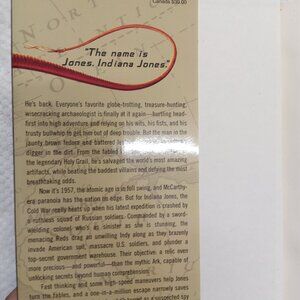 Canada $39.00
"The name is
Jones. Indiana Jones."
He's back. Everyone's favorite globe-trotting, treasure-hunting,
wisecracking archaeologist is finally at it again—hurtling head-
first into high adventure and relying on his wits, his fists, and his
trusty bullwhip to get him out of deep trouble. But the man in the
jaunty brown fedora and battered leather
digger in the dirt. From the fabled
the legendary Holy Grail, he's salvaged the world's most amazing
artifacts, while beating the baddest villains and defying the most
breathtaking odds.
Now it's 1957, the atomic age is in full swing, and McCarthy-
era paranoia has the nation on edge. But for Indiana Jones, the
Cold War really heats up when his latest expedition is crashed by
a ruthless squad of Russian soldiers. Commanded by a sword-
wielding colonel who's as sinister as she is stunning, the
menacing Reds drag an unwilling Indy along as they brazenly
invade American soil, massacre U.S. soldiers, and plunder a
top-secret government warehouse. Their objective: a relic even
more precious—and powerful—than the mythic Ark, capable of
unlocking secrets beyond human comprehension.
Fast thinking and some high-speed maneuvers help Jones
turn the tables, and a one-in-a-million escape narrowly saves
suspected spy